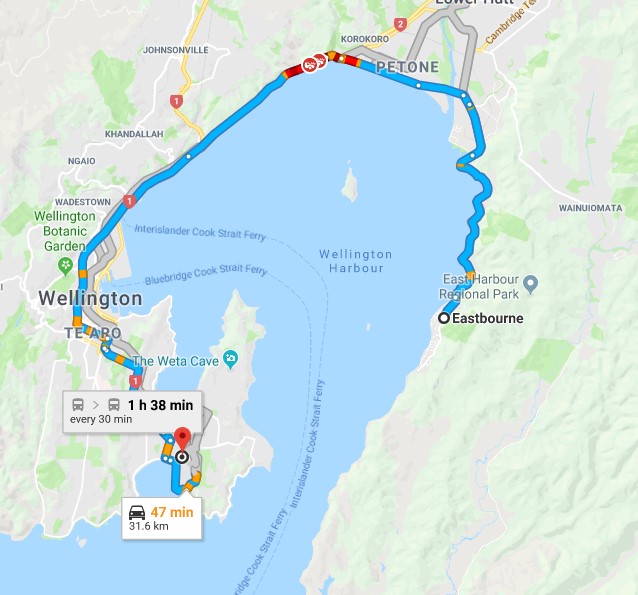 Lower Hutt
2
Cambridge Te
KOROKORO
JOHNSONVILLE
PETONE
1
KHANDALLAH
NGAIO
WADESTOWN
1
WAINUIOMATA
Wellington
Botanic
Garden
Interislander Cook Strait Ferry
Wellington
Harbour
Bluebridge Cook Strait Ferry
East Harbour
Regional Park
Wellington
Eastbourne
TE ARO
The Weta Cave
1
1 h 38 min
every 30 min
Interislander Cook Strait Ferry
47 min
31.6 km
Cook Strait Ferry